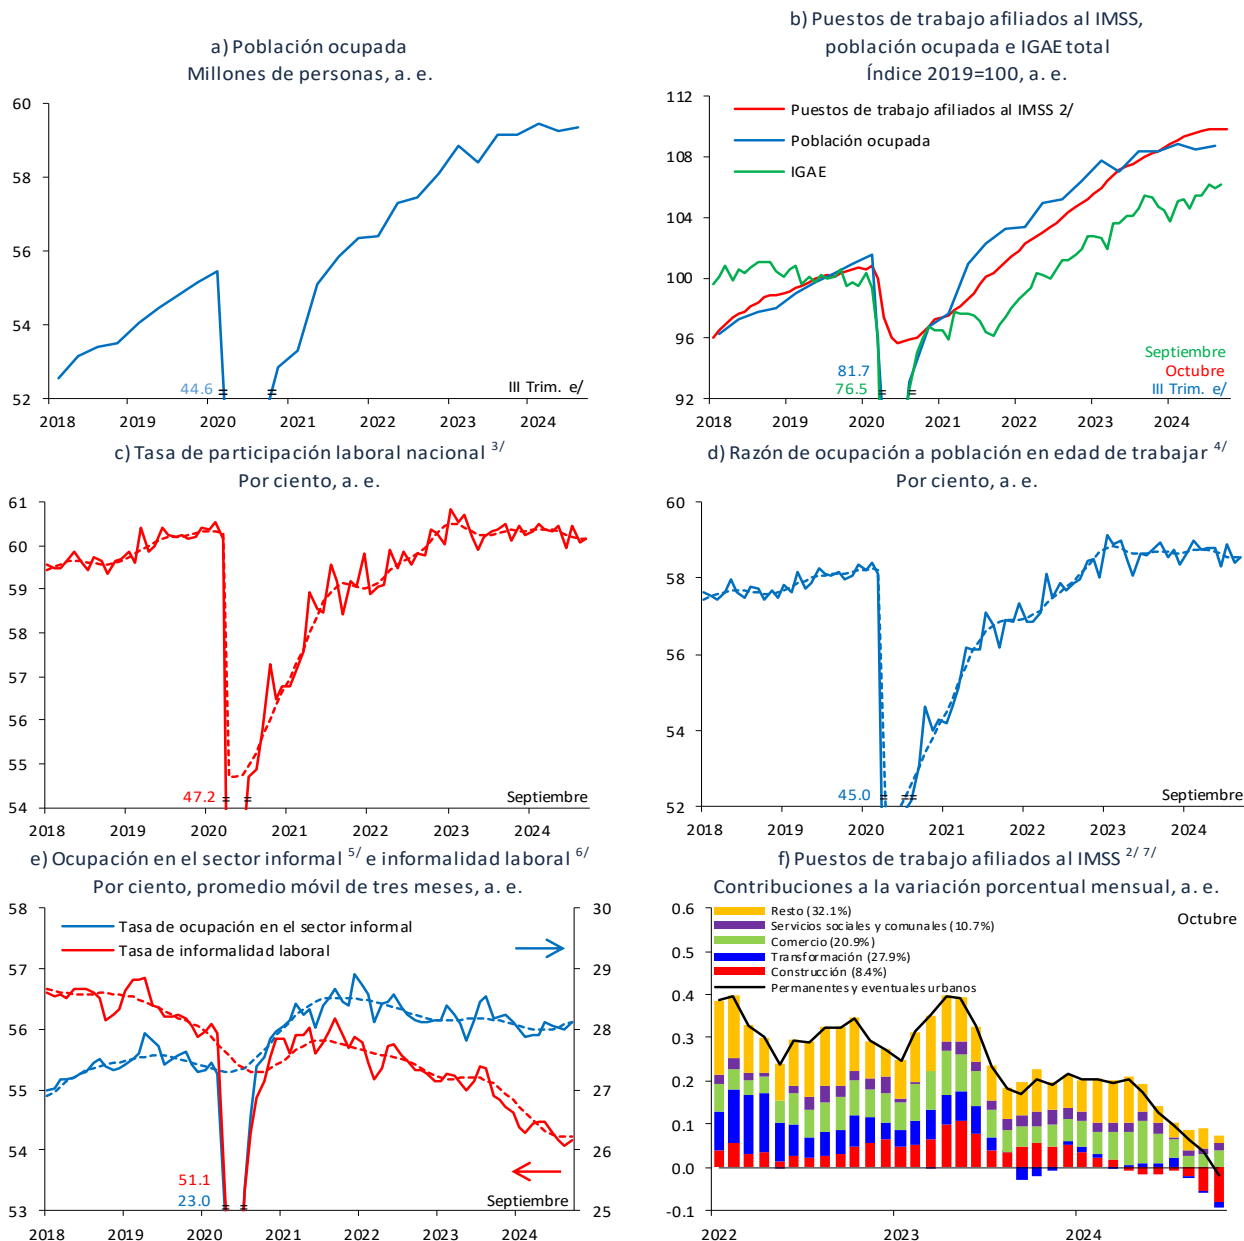 a) Población ocupada
Millones de personas, a. e.
60
58
56
54
52
44.6
III Trim. e/
2018 2019 2020 2021 2022 2023 2024
b) Puestos de trabajo afiliados al IMSS,
población ocupada e IGAE total
Índice 2019=100, a. e.
112
108
104
100
96
92
Puestos de trabajo afiliados al IMSS 2/
Población ocupada
IGAE
81.7
76.5
Septiembre
Octubre
III Trim. e/
2018 2019 2020 2021 2022 2023 2024
c) Tasa de participación laboral nacional 3/
Por ciento, a. e.
61
60
59
58
57
56
55
54
47.2
Septiembre
2018 2019 2020 2021 2022 2023 2024
d) Razón de ocupación a población en edad de trabajar 4/
Por ciento, a. e.
60
58
56
54
52
45.0
Septiembre
2018 2019 2020 2021 2022 2023 2024
e) Ocupación en el sector informal 5/ e informalidad laboral 6/
Por ciento, promedio móvil de tres meses, a. e.
58
57
56
55
54
53
30
29
28
27
26
25
Tasa de ocupación en el sector informal
Tasa de informalidad laboral
51.1
23.0
Septiembre
2018 2019 2020 2021 2022 2023 2024
f) Puestos de trabajo afiliados al IMSS 2/ 7/
Contribuciones a la variación porcentual mensual, a. e.
0.6
0.5
0.4
0.3
0.2
0.1
0.0
-0.1
Resto (32.1%)
Servicios sociales y comunales (10.7%)
Comercio (20.9%)
Transformación (27.9%)
Construcción (8.4%)
Permanentes y eventuales urbanos
Octubre
2022 2023 2024